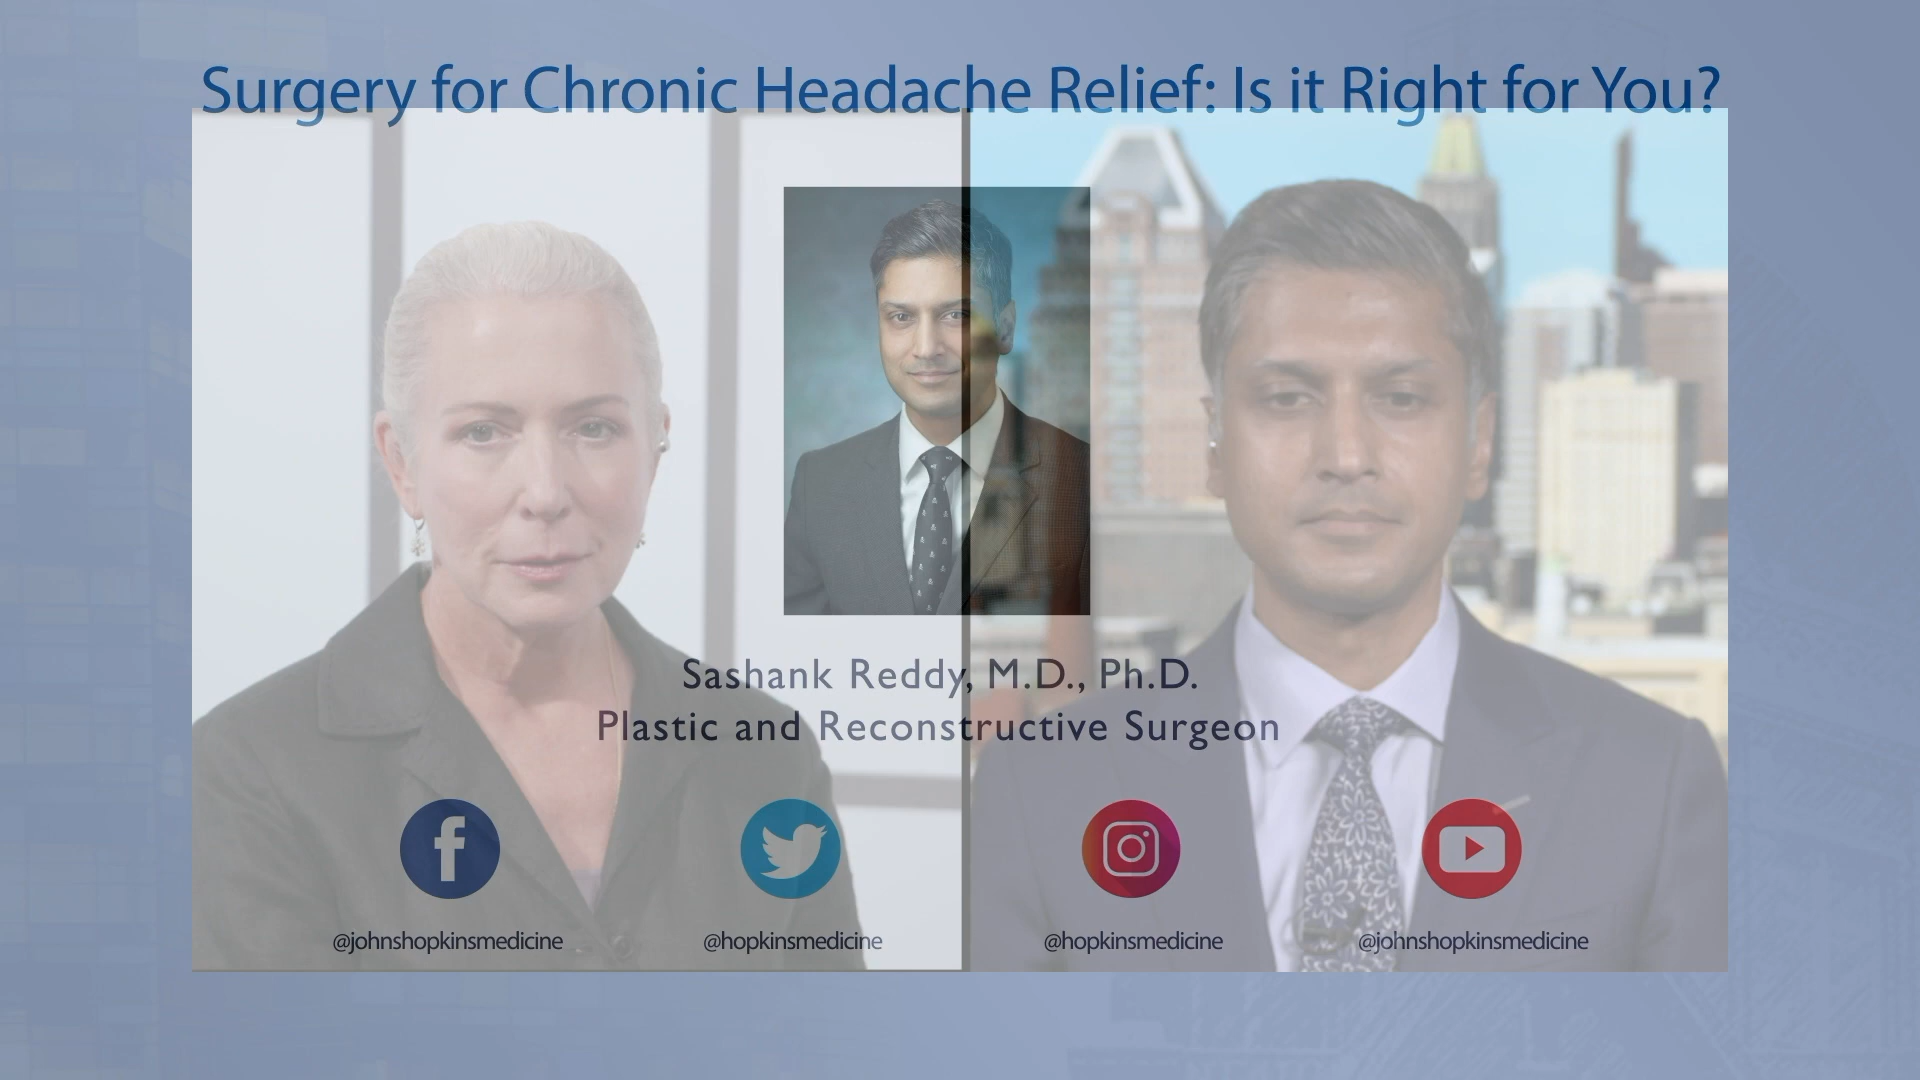 Surgery for Chronic Headache Relief: Is it Right for You?
Sashank Reddy, M.D., Ph.D.
Plastic and Reconstructive Surgeon
@johnshopkinsmedicine
@hopkinsmedicine
@hopkinsmedicine
@johnshopkinsmedicine